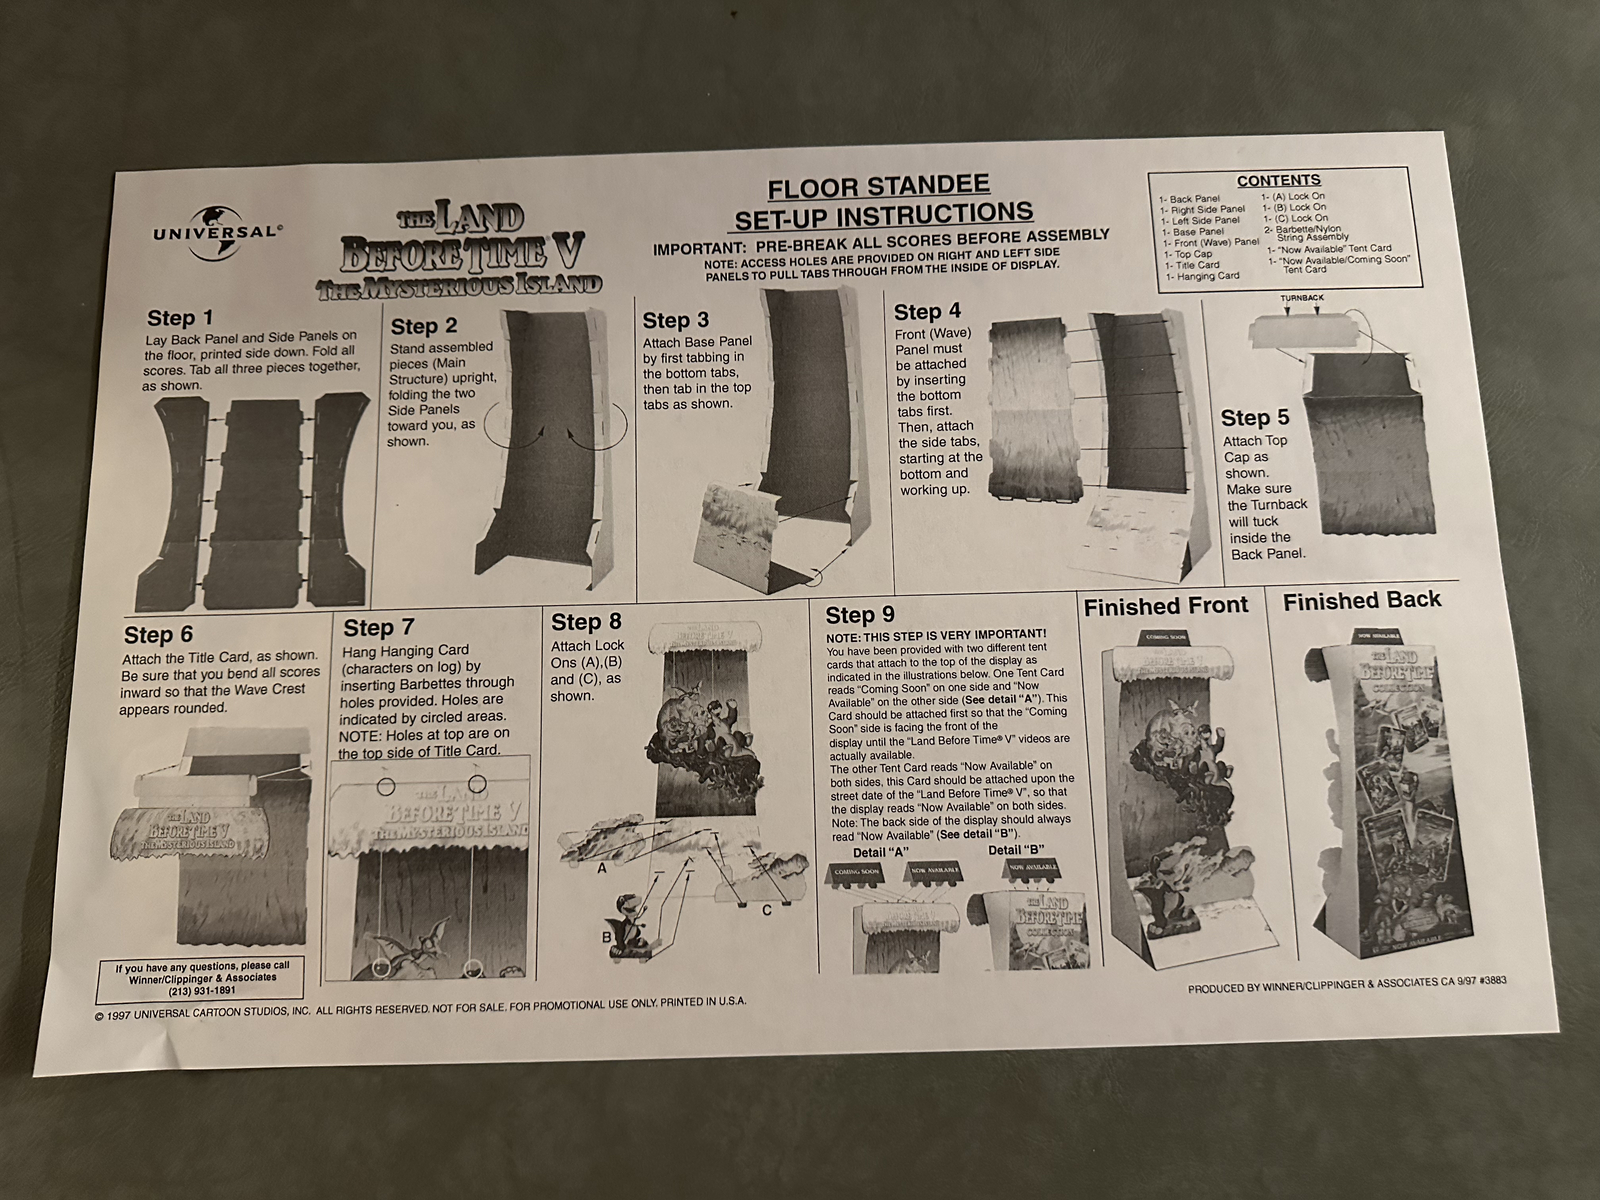 UNIVERSAL©
THE LAND
BEFORE TIME V
THE MYSTERIOUS ISLAND
FLOOR STANDEE
SET-UP INSTRUCTIONS
IMPORTANT: PRE-BREAK ALL SCORES BEFORE ASSEMBLY
NOTE: ACCESS HOLES ARE PROVIDED ON RIGHT AND LEFT SIDE
PANELS TO PULL TABS THROUGH FROM THE INSIDE OF DISPLAY.
CONTENTS
1- Back Panel
1- Right Side Panel
1- Left Side Panel
1- Base Panel
1- Front (Wave) Panel
1- Top Cap
1- Title Card
1- Hanging Card
1- (A) Lock On
1- (B) Lock On
1- (C) Lock On
2- Barbette/Nylon
String Assembly
1- "Now Available" Tent Card
1- "Now Available/Coming Soon"
Tent Card
Step 1
Lay Back Panel and Side Panels on
the floor, printed side down. Fold all
scores. Tab all three pieces together,
as shown.
Step 2
Stand assembled
pieces (Main
Structure) upright,
folding the two
Side Panels
toward you, as
shown.
Step 3
Attach Base Panel
by first tabbing in
the bottom tabs,
then tab in the top
tabs as shown.
Step 4
Front (Wave)
Panel must
be attached
by inserting
the bottom
tabs first.
Then, attach
the side tabs,
starting at the
bottom and
working up.
TURNBACK
Step 5
Attach Top
Cap as
shown.
Make sure
the Turnback
will tuck
inside the
Back Panel.
Step 6
Attach the Title Card, as shown.
Be sure that you bend all scores
inward so that the Wave Crest
appears rounded.
THE LAND
BEFORE TIME V
THE MYSTERIOUS ISLAND
Step 7
Hang Hanging Card
(characters on log) by
inserting Barbettes through
holes provided. Holes are
indicated by circled areas.
NOTE: Holes at top are on
the top side of Title Card.
THE LAND
BEFORE TIME V
THE MYSTERIOUS ISLAND
Step 8
Attach Lock
Ons (A),(B)
and (C), as
shown.
A
B
C
Step 9
NOTE: THIS STEP IS VERY IMPORTANT!
You have been provided with two different tent
cards that attach to the top of the display as
indicated in the illustrations below. One Tent Card
reads "Coming Soon" on one side and "Now
Available" on the other side (See detail "A"). This
Card should be attached first so that the "Coming
Soon" side is facing the front of the
display until the "Land Before Time® V" videos are
actually available.
The other Tent Card reads "Now Available" on
both sides, this Card should be attached upon the
street date of the "Land Before Time® V", so that
the display reads "Now Available" on both sides.
Note: The back side of the display should always
read "Now Available" (See detail "B").
Detail "A"
COMING SOON
NOW AVAILABLE
Detail "B"
NOW AVAILABLE
THE LAND
BEFORE TIME
COLLECTION
Finished Front
COMING SOON
Finished Back
NOW AVAILABLE
THE LAND
BEFORE TIME
COLLECTION
NOW AVAILABLE
If you have any questions, please call
Winner/Clippinger & Associates
(213) 931-1891
© 1997 UNIVERSAL CARTOON STUDIOS, INC. ALL RIGHTS RESERVED. NOT FOR SALE. FOR PROMOTIONAL USE ONLY. PRINTED IN U.S.A.
PRODUCED BY WINNER/CLIPPINGER & ASSOCIATES CA 9/97 #3883